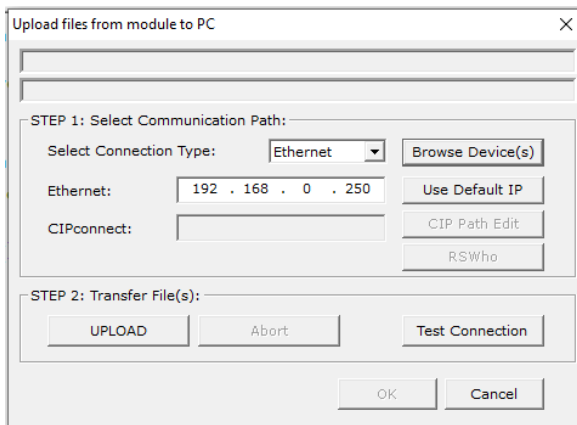 Upload files from module to PC
STEP 1: Select Communication Path:
Select Connection Type: Ethernet Browse Device(s)
Ethernet: 192 . 168 . 0 . 250 Use Default IP
CIPconnect: CIP Path Edit
RSWho
STEP 2: Transfer File(s):
UPLOAD Abort Test Connection
OK Cancel